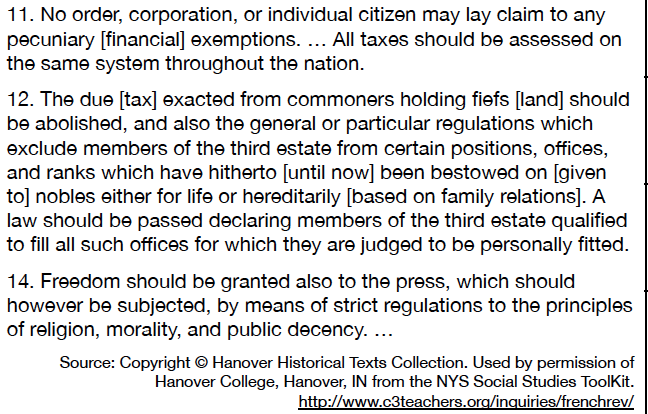 11. No order, corporation, or individual citizen may lay claim to any
pecuniary [financial] exemptions. … All taxes should be assessed on
the same system throughout the nation.
12. The due [tax] exacted from commoners holding fiefs [land] should
be abolished, and also the general or particular regulations which
exclude members of the third estate from certain positions, offices,
and ranks which have hitherto [until now] been bestowed on [given
to] nobles either for life or hereditarily [based on family relations]. A
law should be passed declaring members of the third estate qualified
to fill all such offices for which they are judged to be personally fitted.
14. Freedom should be granted also to the press, which should
however be subjected, by means of strict regulations to the principles
of religion, morality, and public decency. …
Source: Copyright © Hanover Historical Texts Collection. Used by permission of
Hanover College, Hanover, IN from the NYS Social Studies ToolKit.
http://www.c3teachers.org/inquiries/frenchrev/